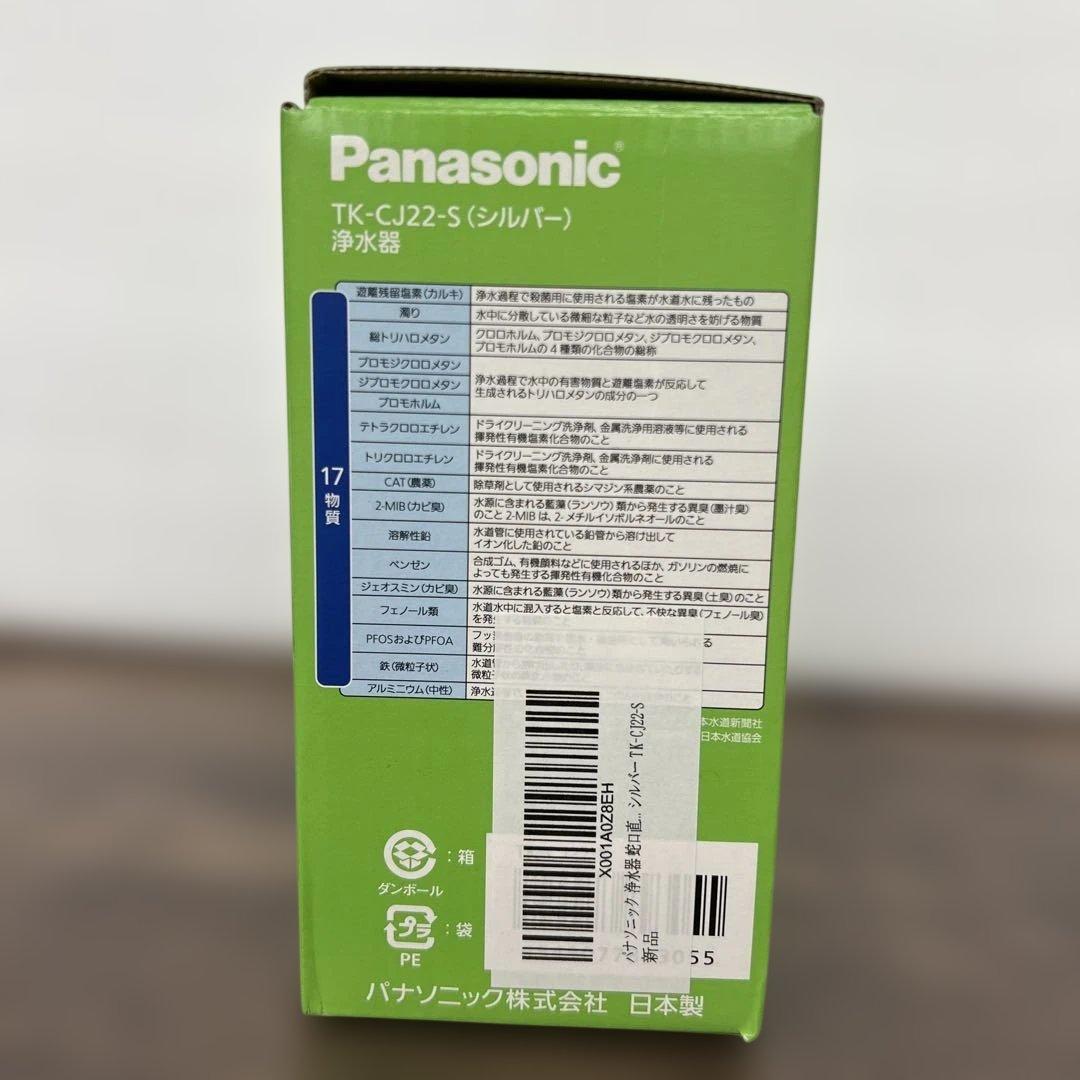 Panasonic®
TK-CJ22-S(シルバー)
浄水器
17物質
遊離残留塩素(カルキ) 浄水過程で殺菌用に使用される塩素が水道水に残ったもの
濁り 水中に分散している微細な粒子など水の透明さを妨げる物質
総トリハロメタン クロロホルム、ブロモジクロロメタン、ジブロモクロロメタン、
ブロモホルムの4種類の化合物の総称
ブロモジクロロメタン
ジブロモクロロメタン 浄水過程で水中の有害物質と遊離塩素が反応して
生成されるトリハロメタンの成分の一つ
ブロモホルム
テトラクロロエチレン ドライクリーニング洗浄剤、金属洗浄用溶液等に使用される
揮発性有機塩素化合物のこと
トリクロロエチレン ドライクリーニング洗浄剤、金属洗浄剤に使用される
揮発性有機塩素化合物のこと
CAT(農薬) 除草剤として使用されるシマジン系農薬のこと
2-MIB(カビ臭) 水源に含まれる藍藻(ランソウ)類から発生する異臭(墨汁臭)
のこと 2-MIBは、2-メチルイソボルネオールのこと
溶解性鉛 水道管に使用されている鉛管から溶け出して
イオン化した鉛のこと
ベンゼン 合成ゴム、有機顔料などに使用されるほか、ガソリンの燃焼に
よっても発生する揮発性有機化合物のこと
ジェオスミン(カビ臭) 水源に含まれる藍藻(ランソウ)類から発生する異臭(土臭)のこと
フェノール類 水道水中に混入すると塩素と反応して、不快な異臭(フェノール臭)
を発
PFOSおよびPFOA フッ
難分
鉄(微粒子状) 水道
微粒子
アルミニウム(中性) 浄水
本水道新聞社
日本水道協会
X001A0Z8EH
パナソニック 浄水器 蛇口直... シルバー TK-CJ22-S
新品
3055
:箱
ダンボール
プラ :袋
PE
パナソニック株式会社 日本製